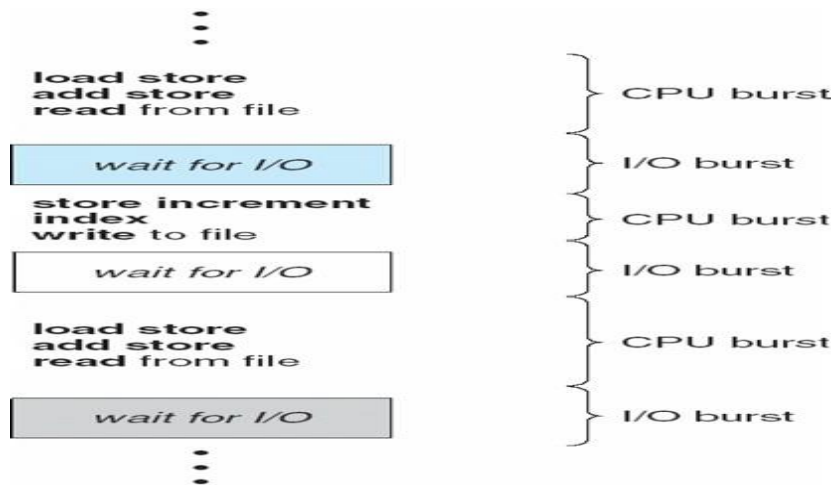 load store
add store
read from file
CPU burst
wait for I/O
I/O burst
store increment
index
write to file
CPU burst
wait for I/O
I/O burst
load store
add store
read from file
CPU burst
wait for I/O
I/O burst